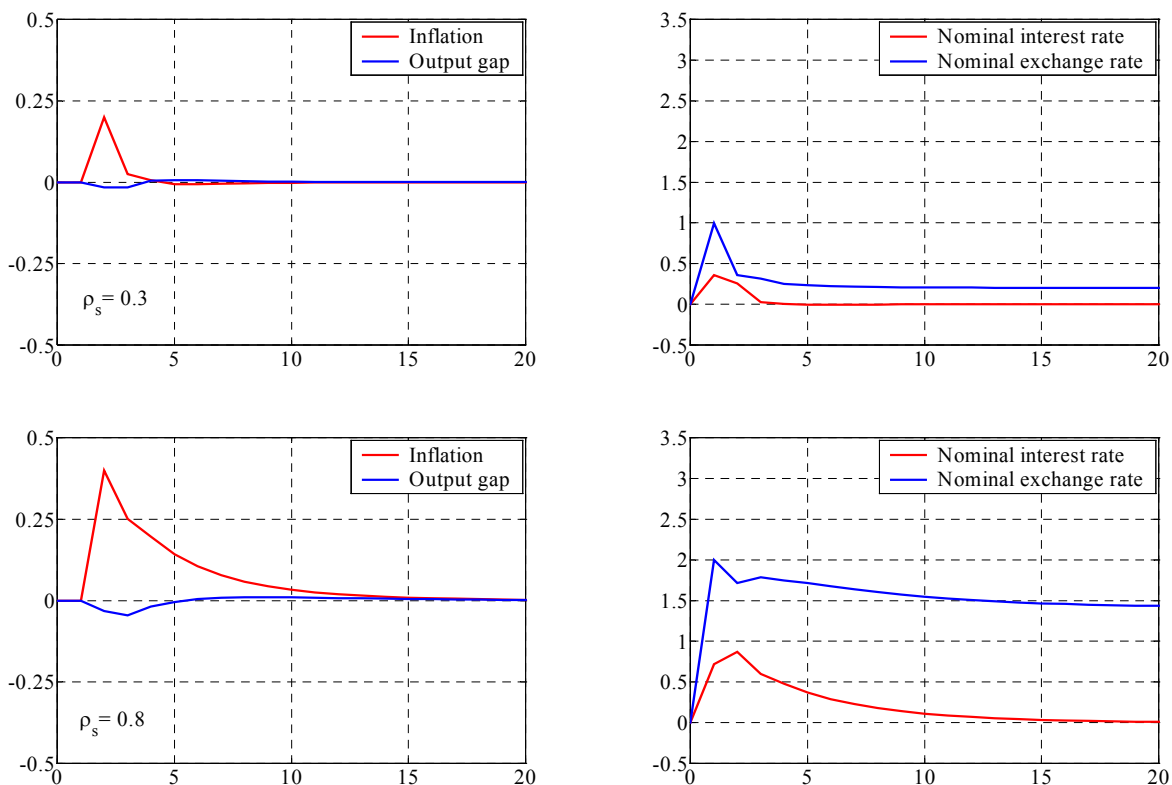 0.5
0.25
0
-0.25
-0.5
Inflation
Output gap
ρs= 0.3
0 5 10 15 20
3.5
3
2.5
2
1.5
1
0.5
0
-0.5
Nominal interest rate
Nominal exchange rate
0 5 10 15 20
0.5
0.25
0
-0.25
-0.5
Inflation
Output gap
ρs= 0.8
0 5 10 15 20
3.5
3
2.5
2
1.5
1
0.5
0
-0.5
Nominal interest rate
Nominal exchange rate
0 5 10 15 20